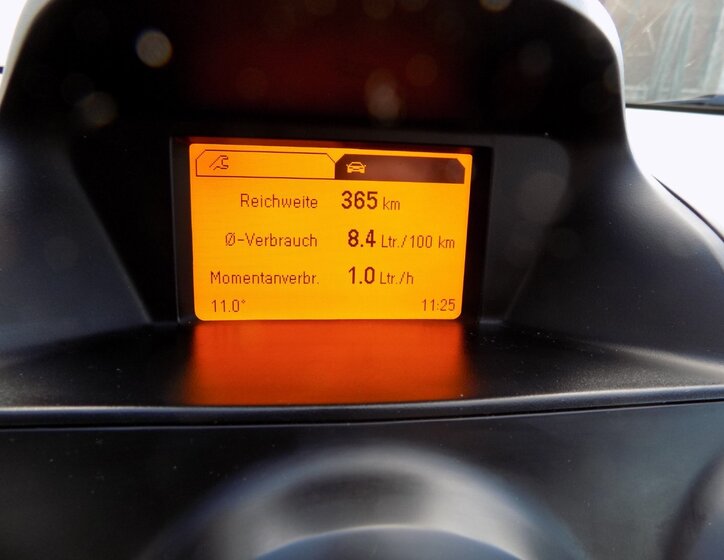 Reichweite 365 km
Ø-Verbrauch 8.4 Ltr./100 km
Momentanverbr. 1.0 Ltr./h
11.0° 11:25